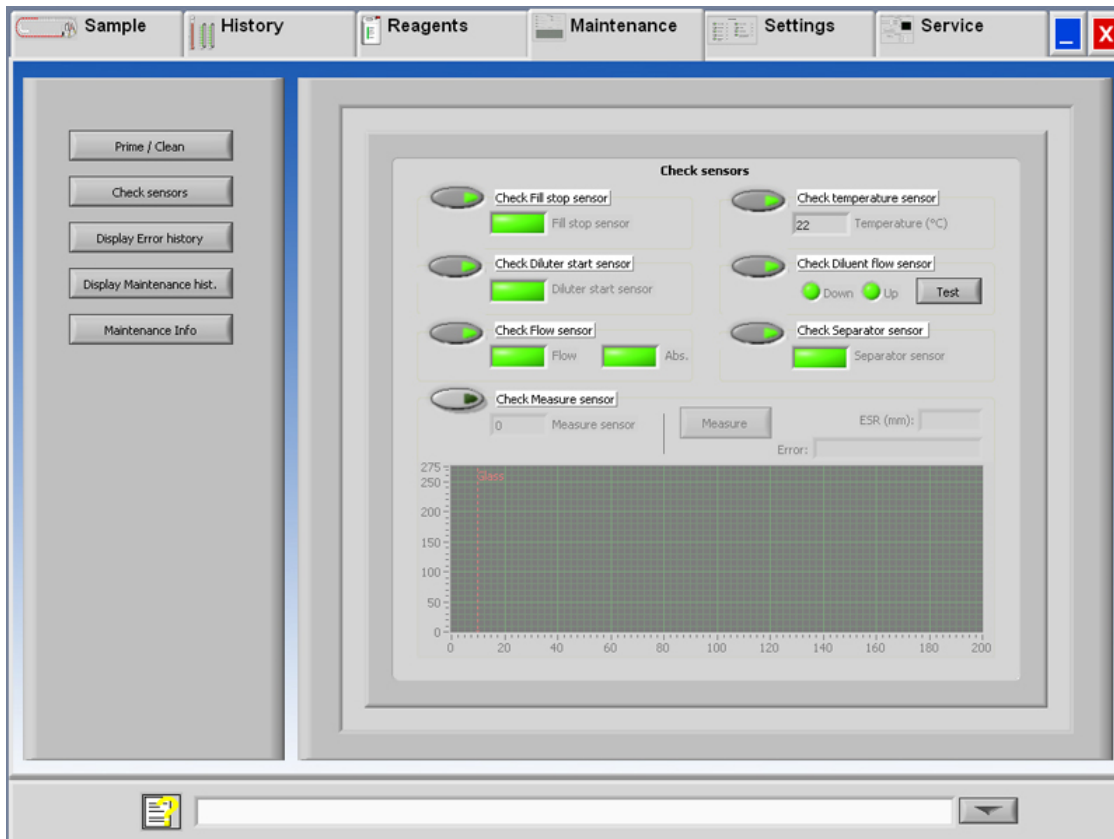 Sample History Reagents Maintenance Settings Service _ X
Prime / Clean
Check sensors
Display Error history
Display Maintenance hist.
Maintenance Info
Check sensors
Check Fill stop sensor
Fill stop sensor
Check temperature sensor
22 Temperature (°C)
Check Diluter start sensor
Diluter start sensor
Check Diluent flow sensor
Down Up Test
Check Flow sensor
Flow Abs.
Check Separator sensor
Separator sensor
Check Measure sensor
0 Measure sensor Measure ESR (mm):
Error:
275
250
200
150
100
50
0
Glass
0 20 40 60 80 100 120 140 160 180 200
?